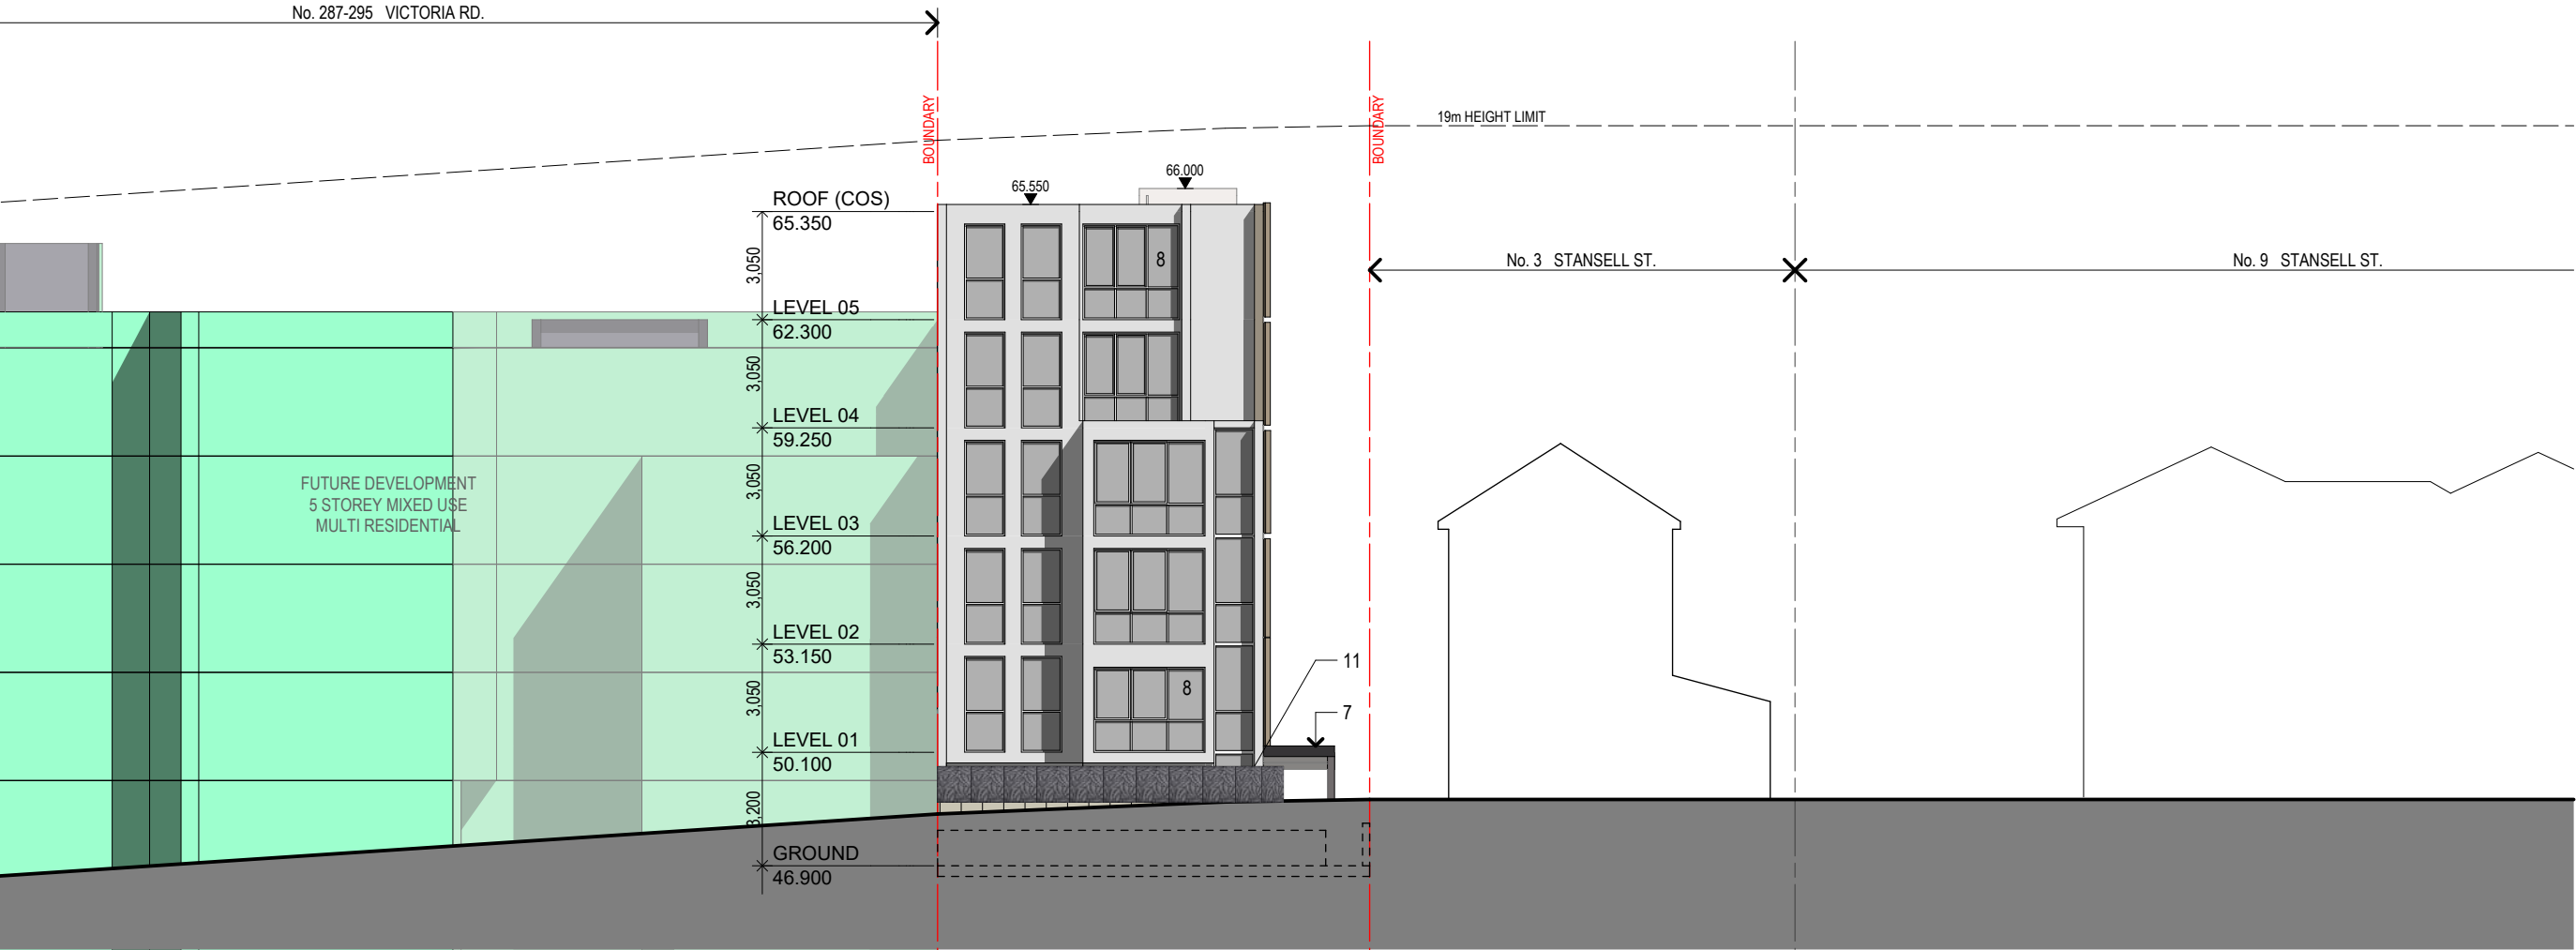 No. 287-295 VICTORIA RD.
BOUNDARY
BOUNDARY
19m HEIGHT LIMIT
66.000
65.550
ROOF (COS)
65.350
3,050
8
No. 3 STANSELL ST.
No. 9 STANSELL ST.
LEVEL 05
62.300
3,050
LEVEL 04
59.250
3,050
FUTURE DEVELOPMENT
5 STOREY MIXED USE
MULTI RESIDENTIAL
LEVEL 03
56.200
3,050
LEVEL 02
53.150
3,050
11
8
7
LEVEL 01
50.100
3,200
GROUND
46.900